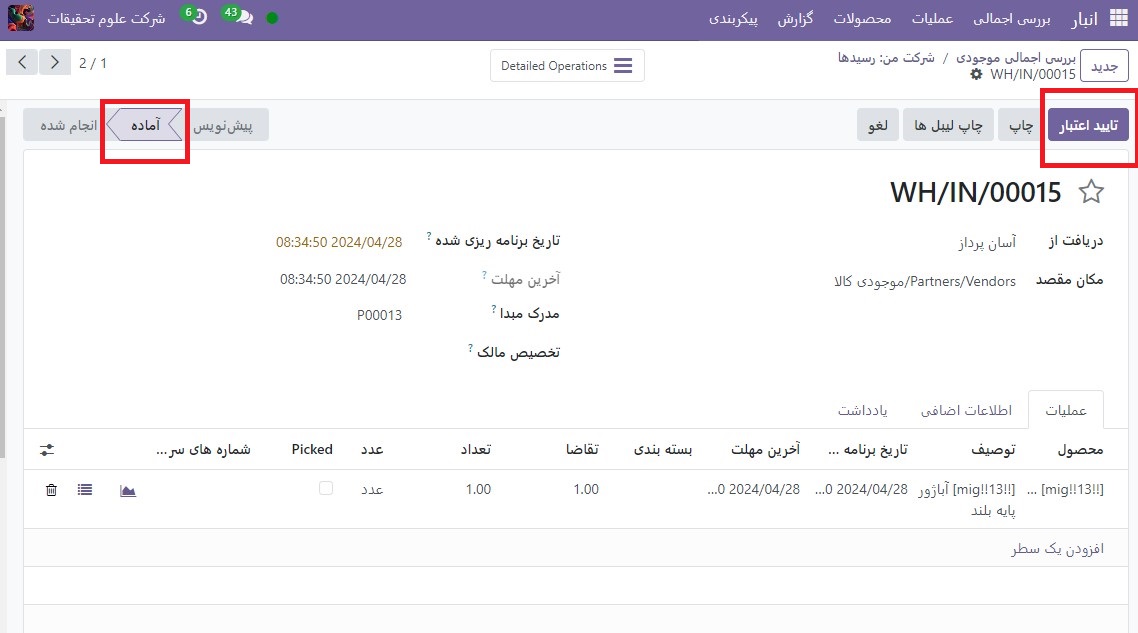 انبار بررسی اجمالی عملیات محصولات گزارش پیکربندی 43 6 شرکت علوم تحقیقات
جدید بررسی اجمالی موجودی / شرکت من: رسیدها
WH/IN/00015
Detailed Operations
2 / 1
تایید اعتبار چاپ چاپ لیبل ها لغو
پیش‌نویس آماده انجام شده
WH/IN/00015
دریافت از آسان پرداز
مکان مقصد Partners/Vendors/موجودی کالا
تاریخ برنامه ریزی شده ? 2024/04/28 08:34:50
آخرین مهلت ? 2024/04/28 08:34:50
مدرک مبدا ? P00013
تخصیص مالک ?
عملیات اطلاعات اضافی یادداشت
محصول توصیف تاریخ برنامه ... آخرین مهلت بسته بندی تقاضا تعداد عدد Picked شماره های سر...
[mig!!13!!] ... [mig!!13!!] آباژور 2024/04/28 0... 2024/04/28 0... 1.00 1.00 عدد
پایه بلند
افزودن یک سطر